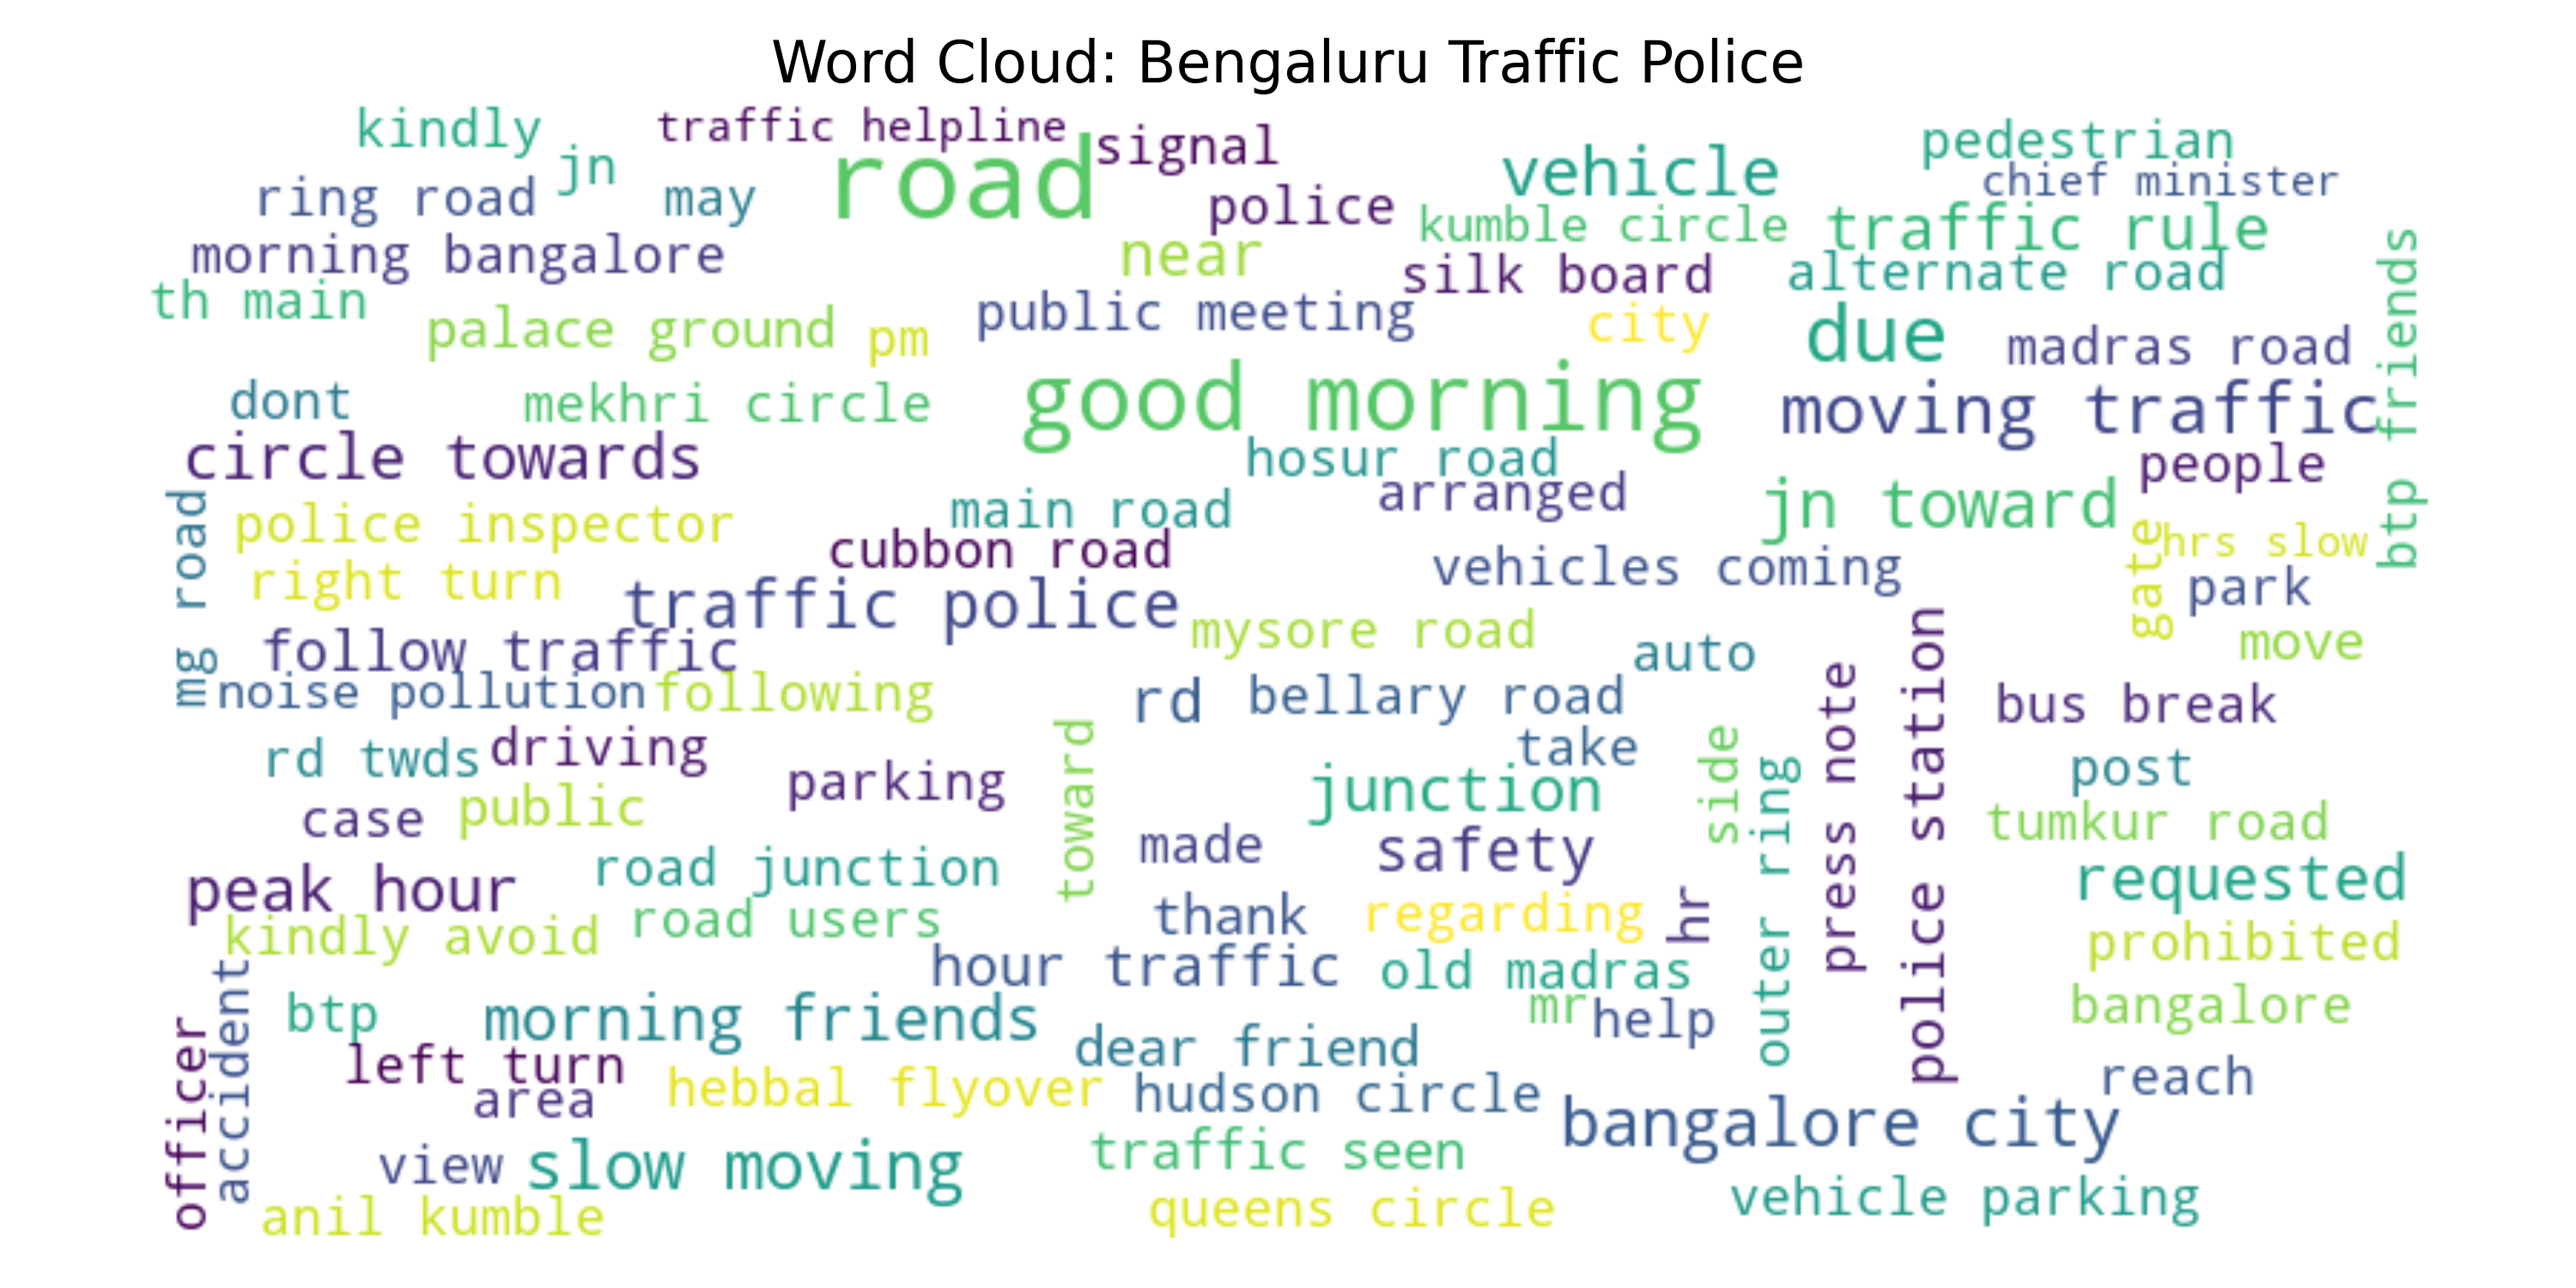 Word Cloud: Bengaluru Traffic Police
kindly
traffic helpline
signal
pedestrian
jn
road
vehicle
chief minister
ring road
may
police
kumble circle
traffic rule
morning bangalore
near
silk board
alternate road
btp friends
th main
palace ground
pm
public meeting
city
due
madras road
dont
mekhri circle
good morning
moving traffic
circle towards
hosur road
people
mg road
police inspector
main road
arranged
jn toward
cubbon road
gate
hrs slow
right turn
traffic police
vehicles coming
park
follow traffic
mysore road
auto
move
noise pollution
following
rd
bellary road
press note
police station
bus break
rd twds
driving
toward
take
side
post
case
public
parking
junction
outer ring
tumkur road
peak hour
road junction
made
safety
requested
kindly avoid
road users
thank
regarding
hr
prohibited
accident
hour traffic
old madras
btp
morning friends
mr
help
bangalore
officer
left turn
dear friend
reach
area
hebbal flyover
hudson circle
bangalore city
view
slow moving
traffic seen
anil kumble
queens circle
vehicle parking